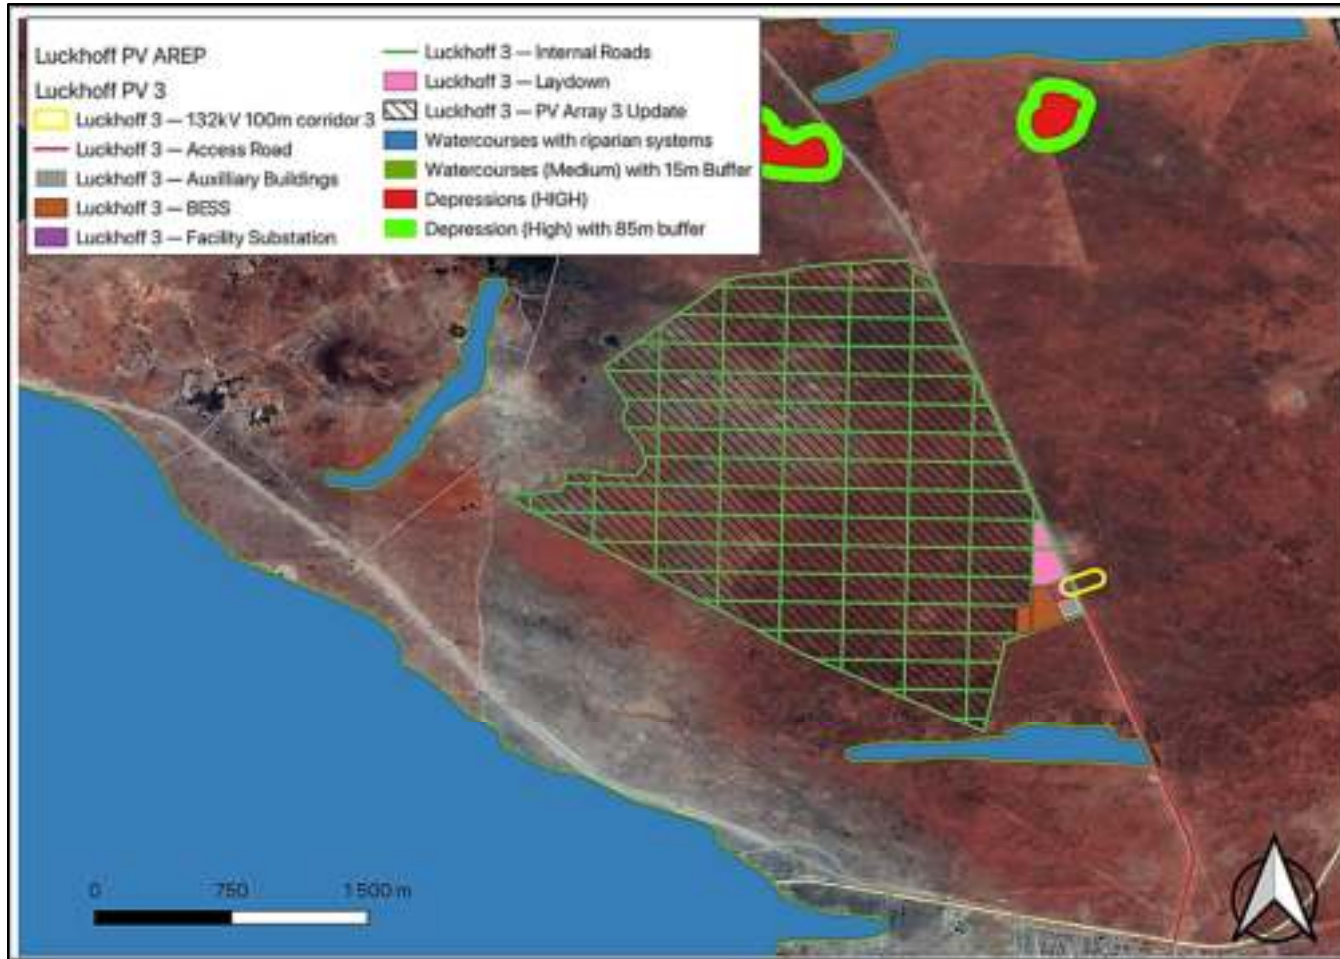 Luckhoff PV AREP
Luckhoff PV 3
Luckhoff 3 — 132kV 100m corridor 3
Luckhoff 3 — Access Road
Luckhoff 3 — Auxilliary Buildings
Luckhoff 3 — BESS
Luckhoff 3 — Facility Substation
Luckhoff 3 — Internal Roads
Luckhoff 3 — Laydown
Luckhoff 3 — PV Array 3 Update
Watercourses with riparian systems
Watercourses (Medium) with 15m Buffer
Depressions (HIGH)
Depression (High) with 85m buffer
0 750 1 500 m